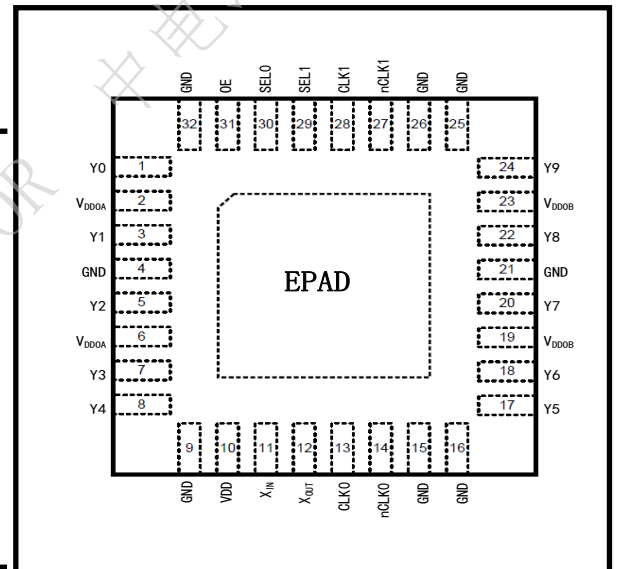 中电
OR
GND OE SEL0 SEL1 CLK1 nCLK1 GND GND
32 31 30 29 28 27 26 25
Y0 1 24 Y9
VDDOA 2 23 VDDOB
Y1 3 22 Y8
GND 4 21 GND
EPAD
Y2 5 20 Y7
VDDOA 6 19 VDDOB
Y3 7 18 Y6
Y4 8 17 Y5
9 10 11 12 13 14 15 16
GND VDD XIN XOUT CLK0 nCLK0 GND GND